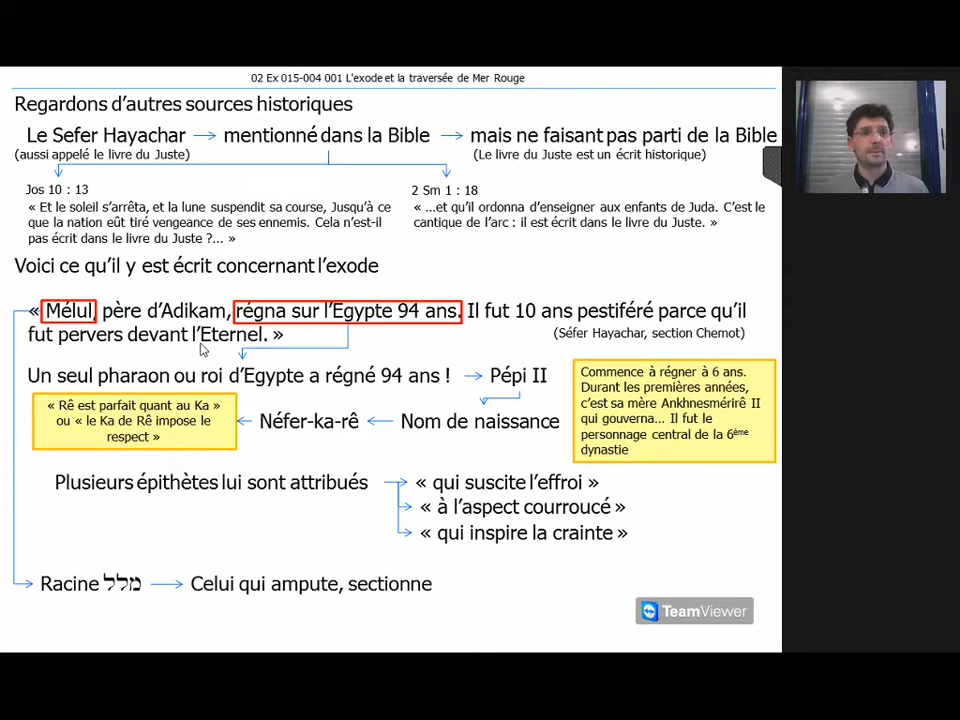 02 Ex 015-004 001 L'exode et la traversée de Mer Rouge
Regardons d'autres sources historiques
Le Sefer Hayachar mentionné dans la Bible mais ne faisant pas parti de la Bible
(aussi appelé le livre du Juste) (Le livre du Juste est un écrit historique)
Jos 10 : 13
« Et le soleil s'arrêta, et la lune suspendit sa course, Jusqu'à ce
que la nation eût tiré vengeance de ses ennemis. Cela n'est-il
pas écrit dans le livre du Juste ?... »
2 Sm 1 : 18
« ...et qu'il ordonna d'enseigner aux enfants de Juda. C'est le
cantique de l'arc : il est écrit dans le livre du Juste. »
Voici ce qu'il y est écrit concernant l'exode
« Mélul, père d'Adikam, régna sur l'Egypte 94 ans. Il fut 10 ans pestiféré parce qu'il
fut pervers devant l'Eternel. » (Séfer Hayachar, section Chemot)
Un seul pharaon ou roi d'Egypte a régné 94 ans ! Pépi II
Commence à régner à 6 ans.
Durant les premières années,
c'est sa mère Ankhnesmérirê II
qui gouverna... Il fut le
personnage central de la 6ème
dynastie
« Rê est parfait quant au Ka »
ou « le Ka de Rê impose le
respect »
Néfer-ka-rê Nom de naissance
Plusieurs épithètes lui sont attribués « qui suscite l'effroi »
« à l'aspect courroucé »
« qui inspire la crainte »
Racine מלל Celui qui ampute, sectionne
TeamViewer